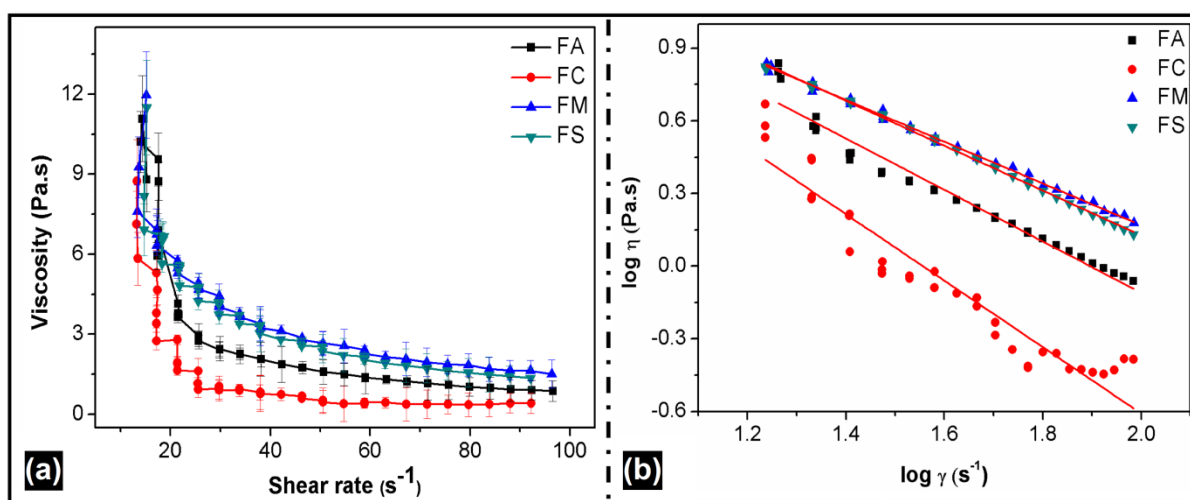 FA
FC
FM
FS
12
9
6
3
0
Viscosity (Pa.s)
20 40 60 80 100
Shear rate (s⁻¹)
(a)
FA
FC
FM
FS
0.9
0.6
0.3
0.0
-0.3
-0.6
log η (Pa.s)
1.2 1.4 1.6 1.8 2.0
log γ (s⁻¹)
(b)